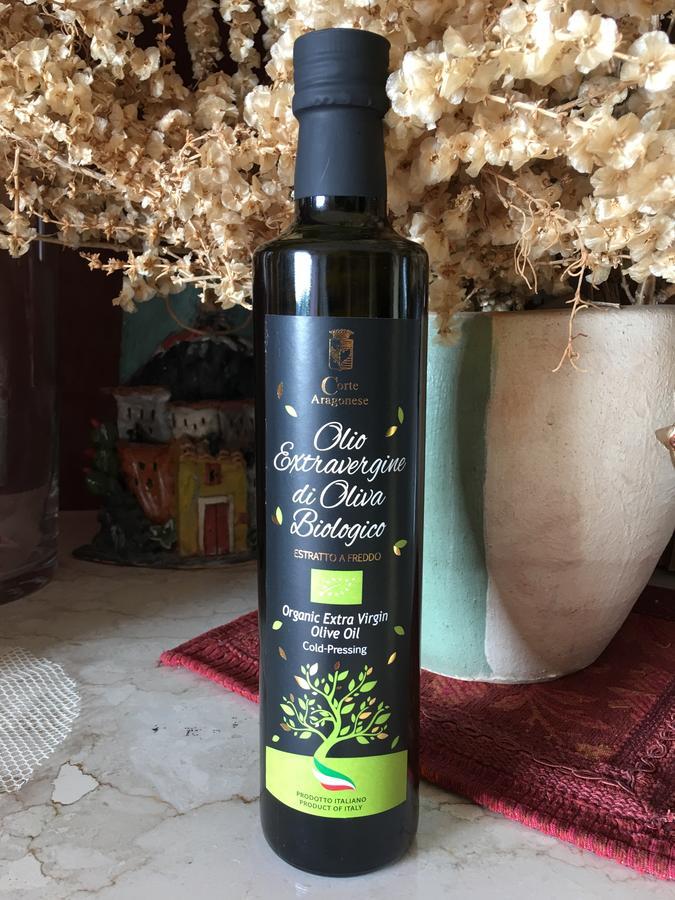 Corte
Aragonese
Olio
Extravergine
di Oliva
Biologico
ESTRATTO A FREDDO
Organic Extra Virgin
Olive Oil
Cold-Pressing
PRODOTTO ITALIANO
PRODUCT OF ITALY